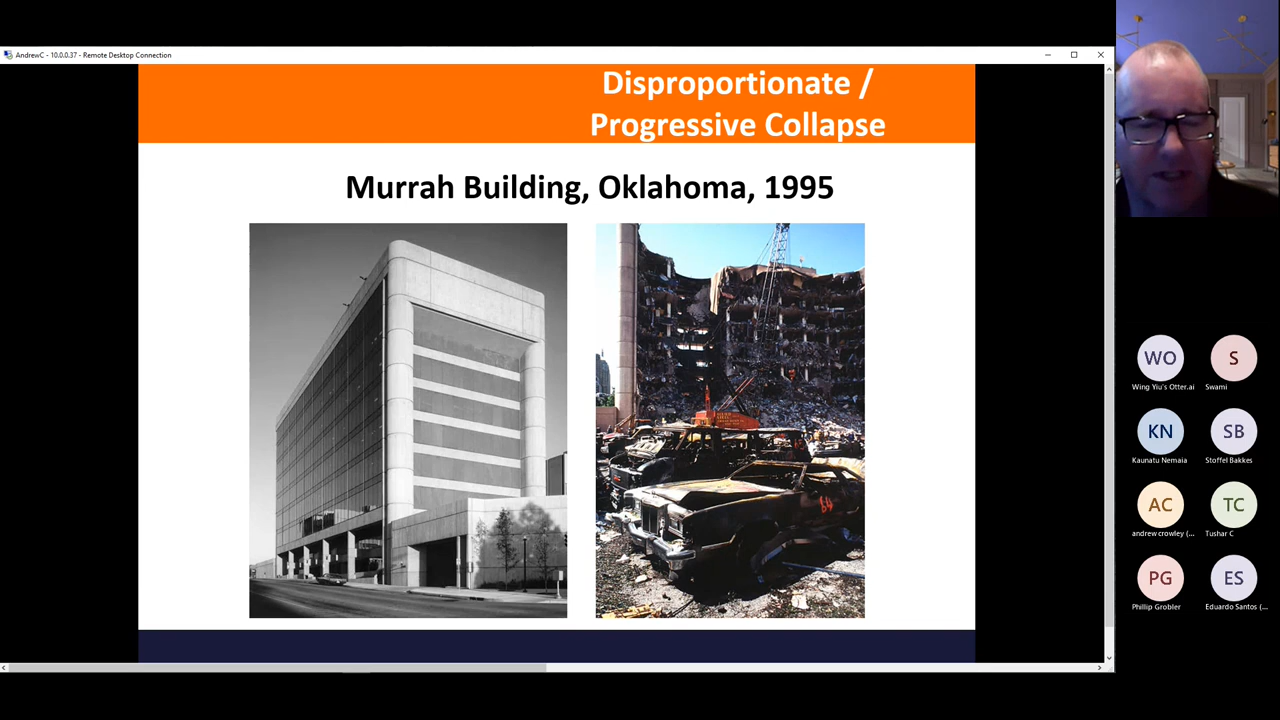 AndrewC - 10.0.0.37 - Remote Desktop Connection
Disproportionate /
Progressive Collapse
Murrah Building, Oklahoma, 1995
64
WO
S
Wing Yiu's Otter.ai
Swami
KN
SB
Kaunatu Nemaia
Stoffel Bakkes
AC
TC
andrew crowley (...
Tushar C
PG
ES
Phillip Grobler
Eduardo Santos (...